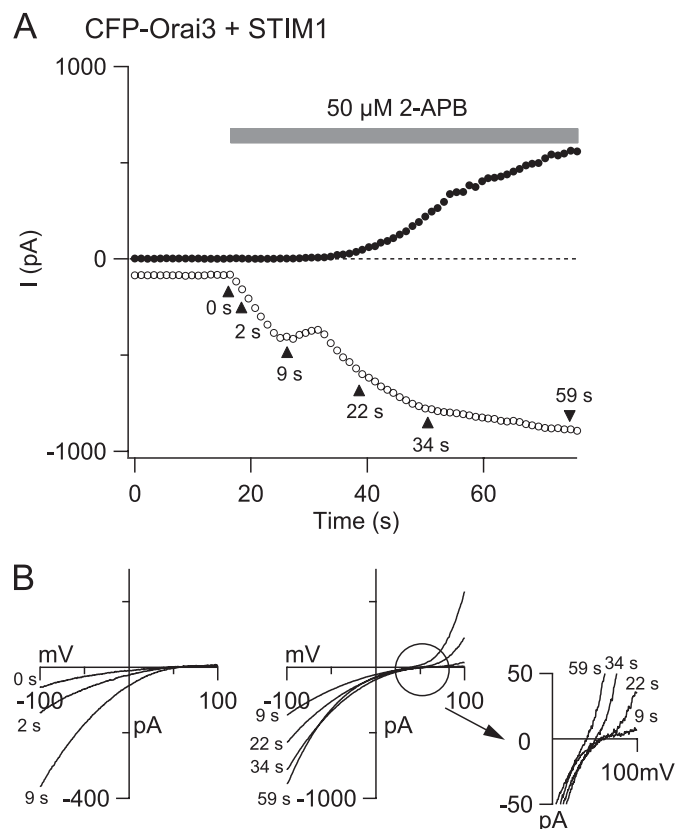 A CFP-Orai3 + STIM1
1000
50 µM 2-APB
I (pA)
0
0 s
2 s
9 s
22 s
34 s
59 s
-1000
0 20 40 60
Time (s)
B
mV
0 s
-100 100
2 s
pA
9 s
-400
mV
-100 100
9 s
pA
22 s
34 s
59 s
-1000
50
59 s 34 s
22 s
9 s
0
100mV
-50
pA